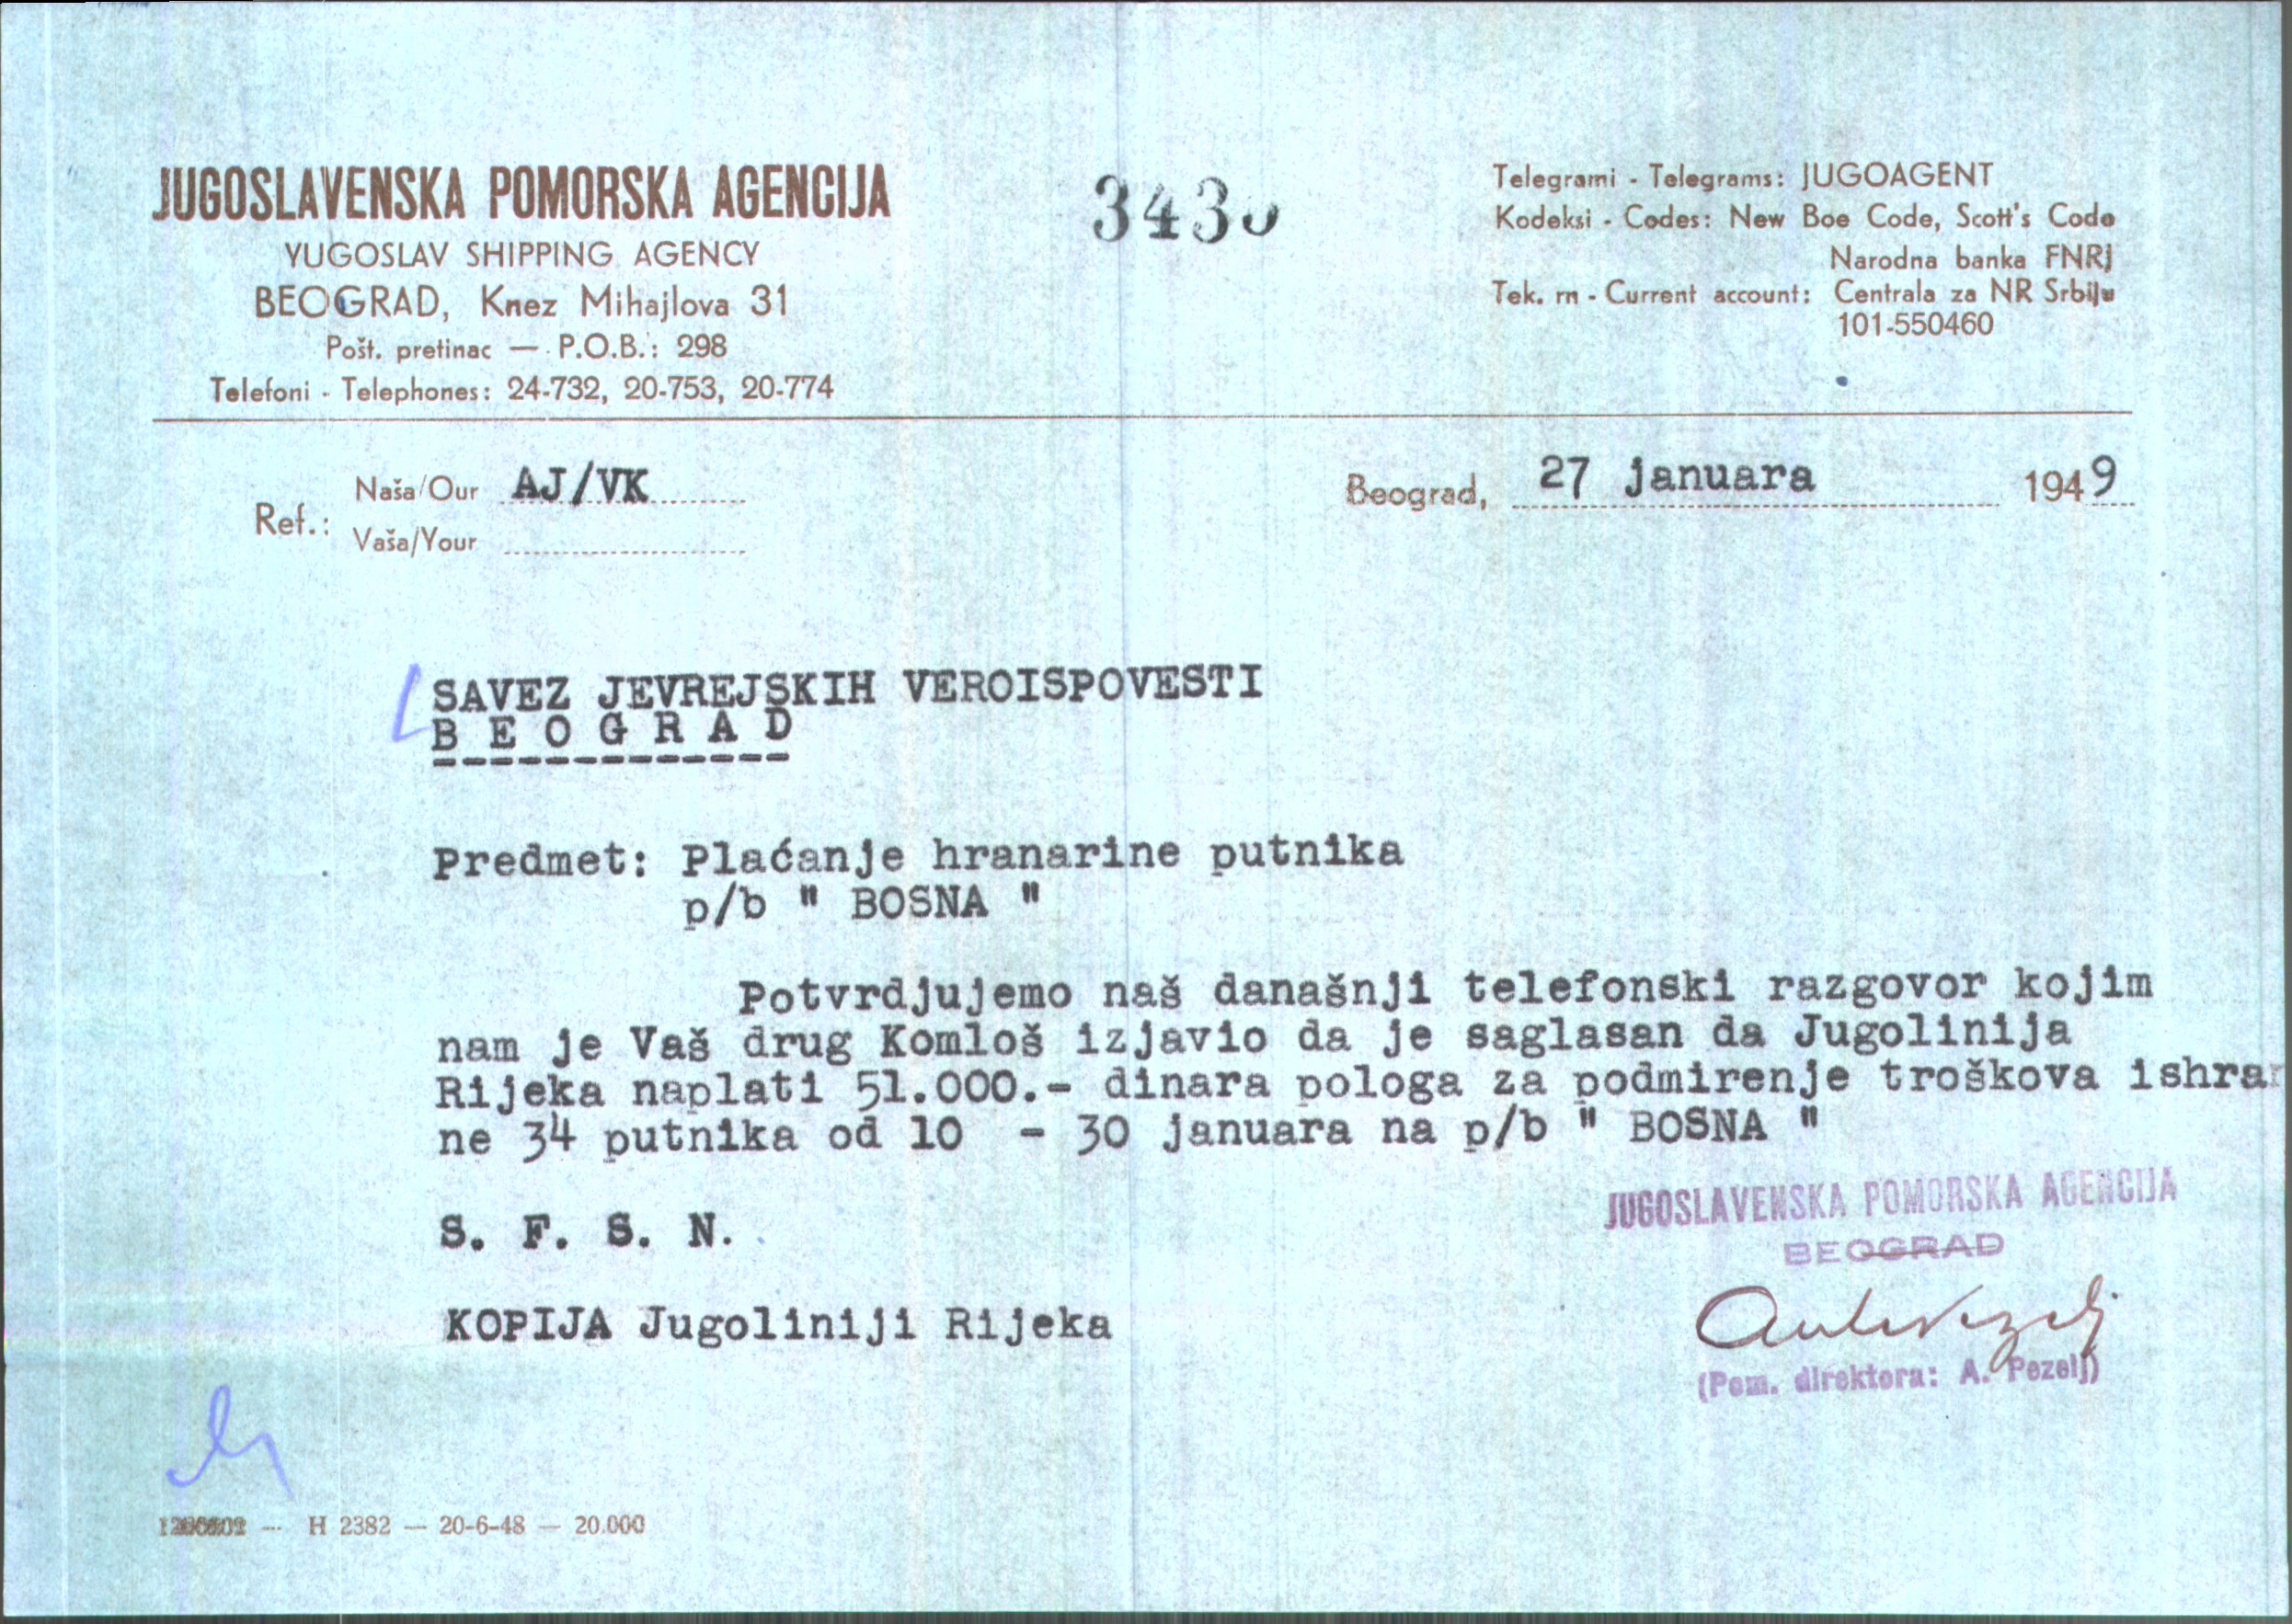 JUGOSLAVENSKA POMORSKA AGENCIJA
YUGOSLAV SHIPPING AGENCY
BEOGRAD, Knez Mihajlova 31
Pošt. pretinac — P.O.B.: 298
Telefoni - Telephones: 24-732, 20-753, 20-774
Telegrami - Telegrams: JUGOAGENT
Kodeksi - Codes: New Boe Code, Scott's Code
Narodna banka FNRJ
Tek. rn - Current account: Centrala za NR Srbiju
101-550460
Ref.: Naša/Our AJ/VK
Vaša/Your
Beograd, 27 januara 1949
SAVEZ JEVREJSKIH VEROISPOVESTI
B E O G R A D
Predmet: Plaćanje hranarine putnika
p/b " BOSNA "
Potvrdjujemo naš današnji telefonski razgovor kojim
nam je Vaš drug Komloš izjavio da je saglasan da Jugolinija
Rijeka naplati 51.000.- dinara pologa za podmirenje troškova ishra
ne 34 putnika od 10 - 30 januara na p/b " BOSNA "
S. F. S. N.
JUGOSLAVENSKA POMORSKA AGENCIJA
BEOGRAD
KOPIJA Jugoliniji Rijeka
(Pom. direktora: A. Pezelj)
H 2382 — 20-6-48 — 20.000